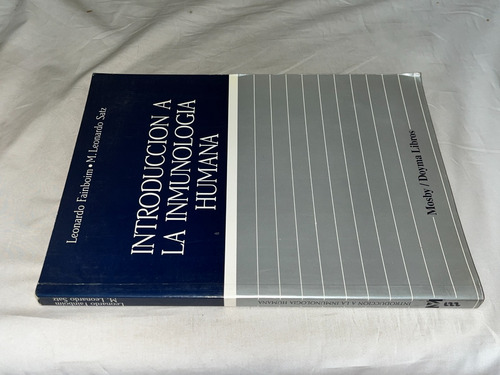 Leonardo Fainboim • M. Leonardo Satz
INTRODUCCION A
LA INMUNOLOGIA
HUMANA
Mosby / Doyma Libros
Leonardo Fainboim
M. Leonardo Satz
INTRODUCCION A LA INMUNOLOGIA HUMANA
M